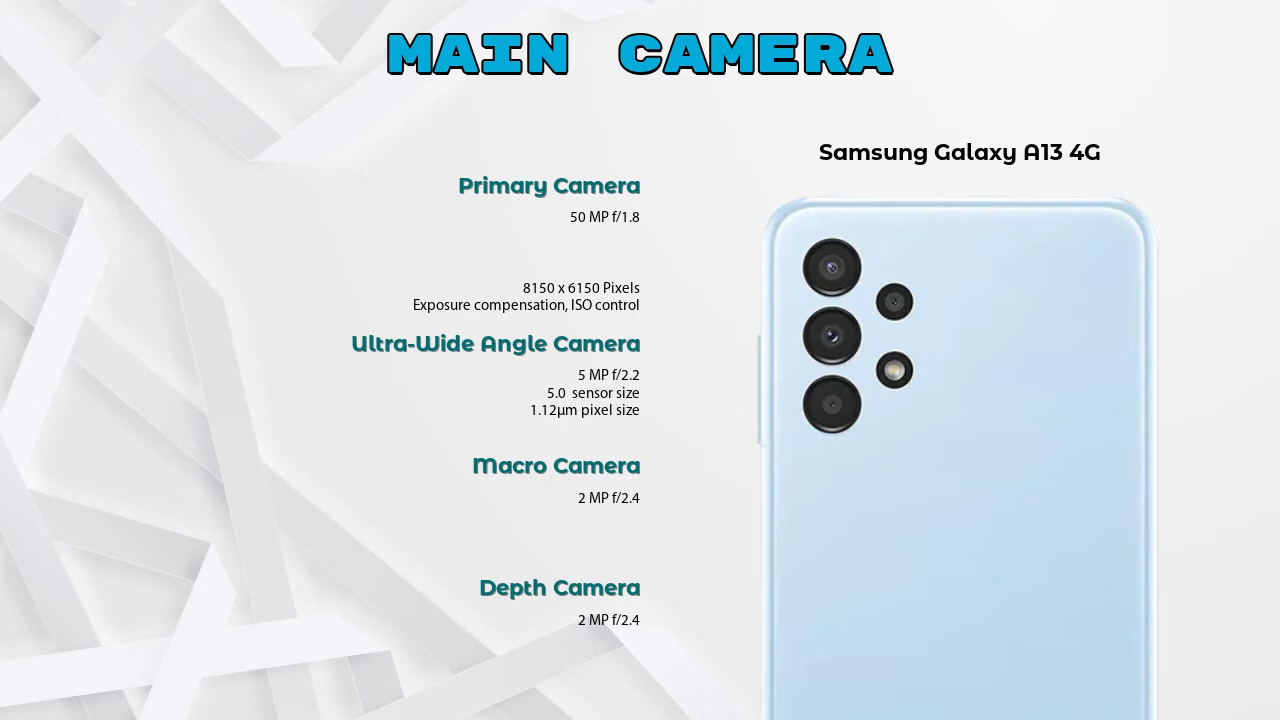 MAIN CAMERA
Samsung Galaxy A13 4G
Primary Camera
50 MP f/1.8
8150 x 6150 Pixels
Exposure compensation, ISO control
Ultra-Wide Angle Camera
5 MP f/2.2
5.0  sensor size
1.12µm pixel size
Macro Camera
2 MP f/2.4
Depth Camera
2 MP f/2.4